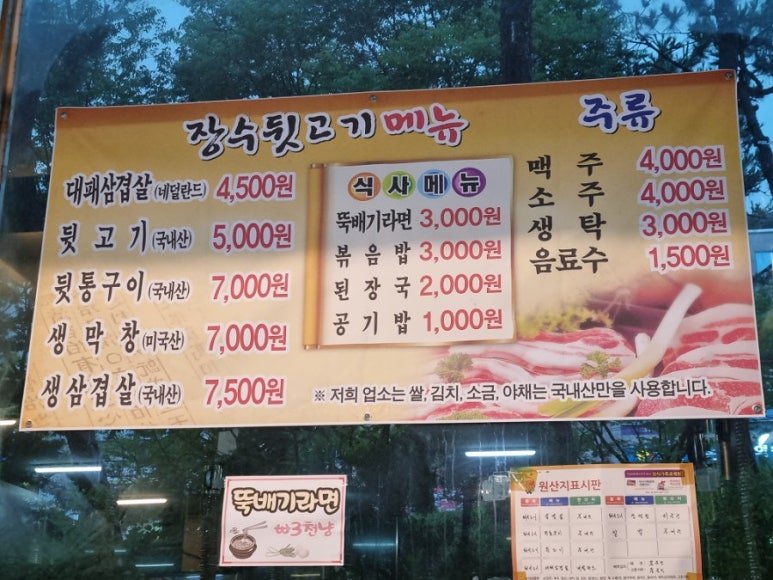 장수뒷고기 메뉴
대패삼겹살(네덜란드) 4,500원
뒷고기(국내산) 5,000원
뒷통구이(국내산) 7,000원
생막창(미국산) 7,000원
생삼겹살(국내산) 7,500원
식사메뉴
뚝배기라면 3,000원
볶음밥 3,000원
된장국 2,000원
공기밥 1,000원
주류
맥주 4,000원
소주 4,000원
생탁 3,000원
음료수 1,500원
※ 저희 업소는 쌀, 김치, 소금, 야채는 국내산만을 사용합니다.
뚝배기라면
₩3천냥
원산지표시판